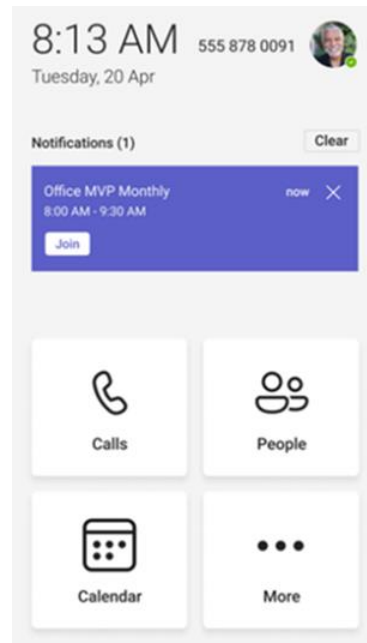 8:13 AM 555 878 0091
Tuesday, 20 Apr
Notifications (1) Clear
Office MVP Monthly now
8:00 AM - 9:30 AM
Join
Calls People
Calendar More